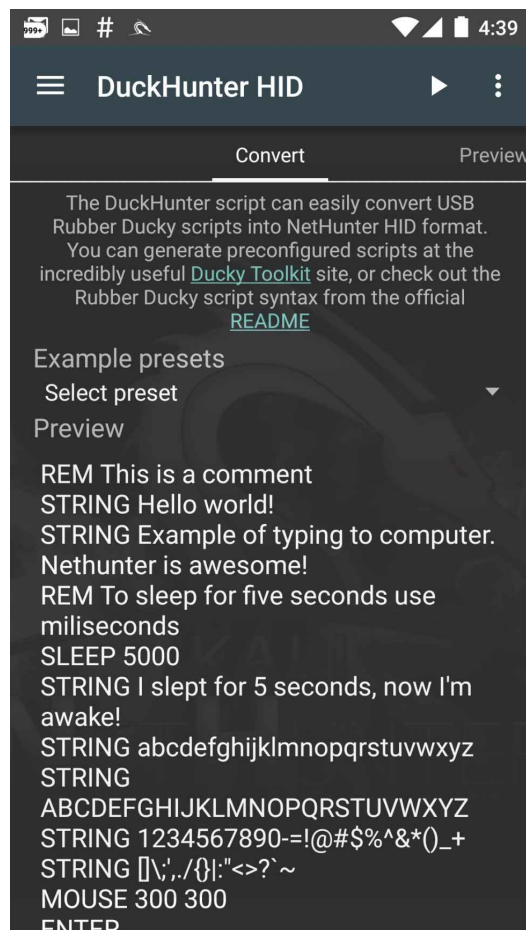 999+ # 4:39
DuckHunter HID
Convert Preview
The DuckHunter script can easily convert USB
Rubber Ducky scripts into NetHunter HID format.
You can generate preconfigured scripts at the
incredibly useful Ducky Toolkit site, or check out the
Rubber Ducky script syntax from the official
README
Example presets
Select preset
Preview
REM This is a comment
STRING Hello world!
STRING Example of typing to computer.
Nethunter is awesome!
REM To sleep for five seconds use
miliseconds
SLEEP 5000
STRING I slept for 5 seconds, now I'm
awake!
STRING abcdefghijklmnopqrstuvwxyz
STRING
ABCDEFGHIJKLMNOPQRSTUVWXYZ
STRING 1234567890-=!@#$%^&*()_+
STRING []\;',./{}|:"<>?`~
MOUSE 300 300
ENTER